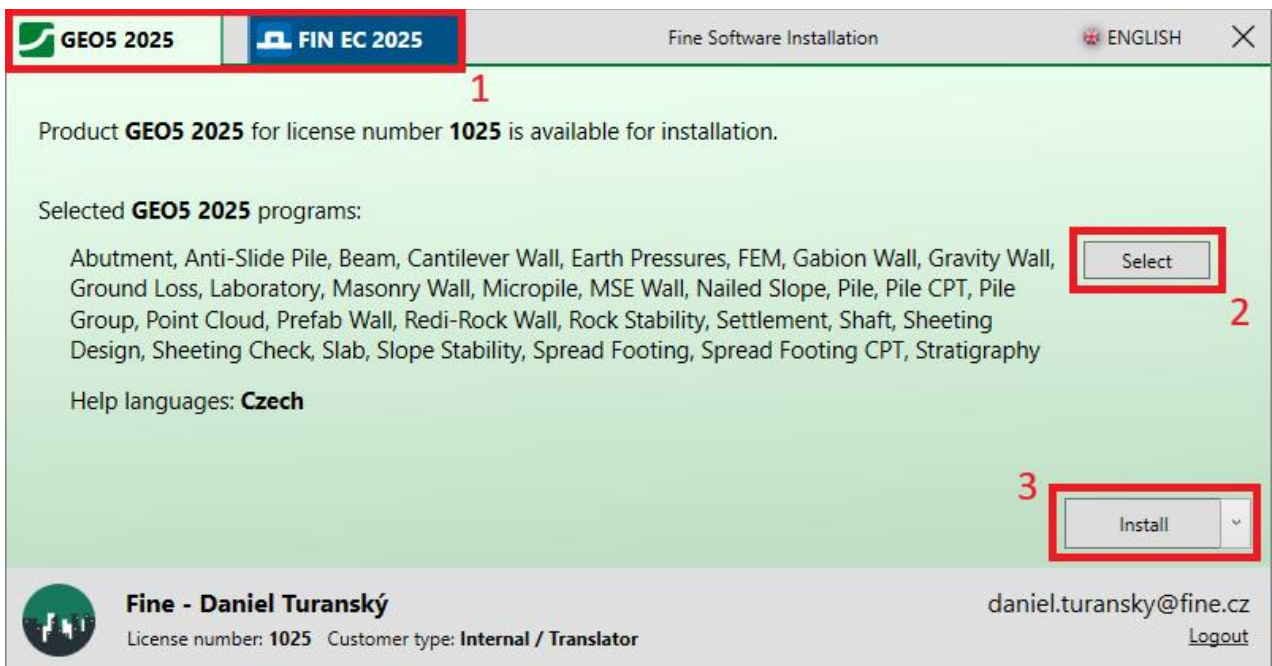 GEO5 2025
FIN EC 2025
Fine Software Installation
ENGLISH
1
Product GEO5 2025 for license number 1025 is available for installation.
Selected GEO5 2025 programs:
Abutment, Anti-Slide Pile, Beam, Cantilever Wall, Earth Pressures, FEM, Gabion Wall, Gravity Wall,
Ground Loss, Laboratory, Masonry Wall, Micropile, MSE Wall, Nailed Slope, Pile, Pile CPT, Pile
Group, Point Cloud, Prefab Wall, Redi-Rock Wall, Rock Stability, Settlement, Shaft, Sheeting
Design, Sheeting Check, Slab, Slope Stability, Spread Footing, Spread Footing CPT, Stratigraphy
Select
2
Help languages: Czech
3
Install
Fine - Daniel Turanský
License number: 1025 Customer type: Internal / Translator
daniel.turansky@fine.cz
Logout